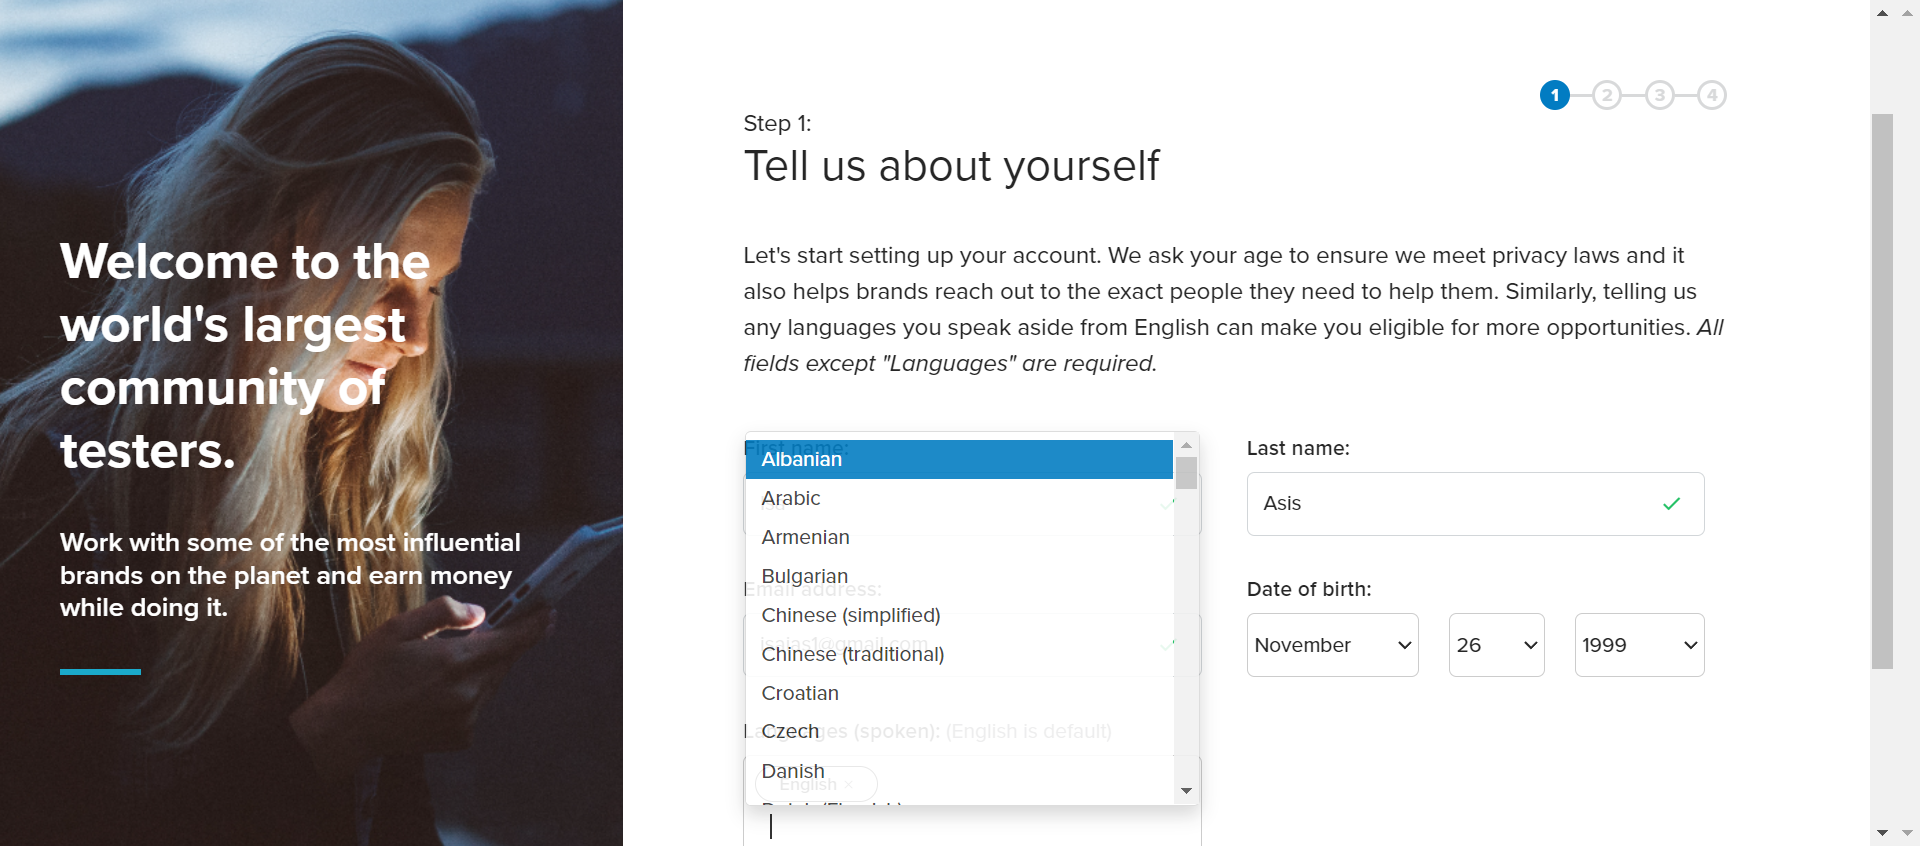 Welcome to the
world's largest
community of
testers.
Work with some of the most influential
brands on the planet and earn money
while doing it.
1
2
3
4
Step 1:
Tell us about yourself
Let's start setting up your account. We ask your age to ensure we meet privacy laws and it
also helps brands reach out to the exact people they need to help them. Similarly, telling us
any languages you speak aside from English can make you eligible for more opportunities. All
fields except "Languages" are required.
First name:
Last name:
Asis
Email address:
Date of birth:
November
26
1999
Languages (spoken): (English is default)
English ×
Albanian
Arabic
Armenian
Bulgarian
Chinese (simplified)
Chinese (traditional)
Croatian
Czech
Danish